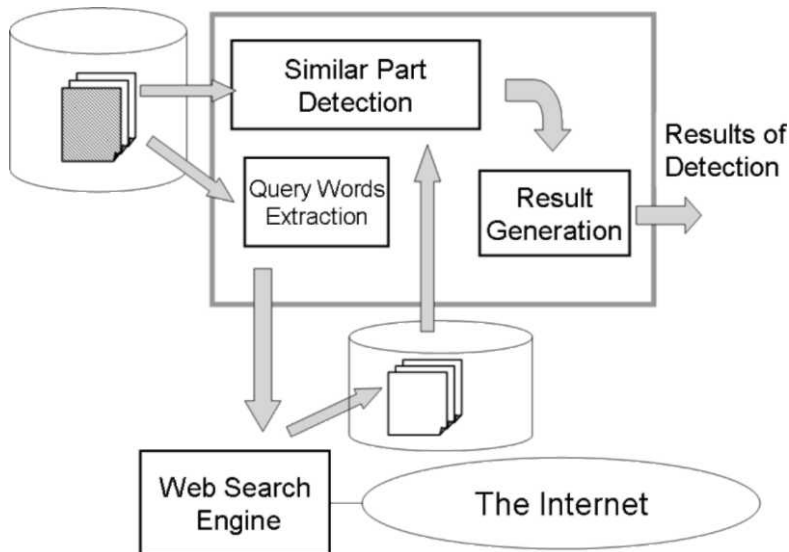 Similar Part
Detection
Query Words
Extraction
Result
Generation
Results of
Detection
Web Search
Engine
The Internet